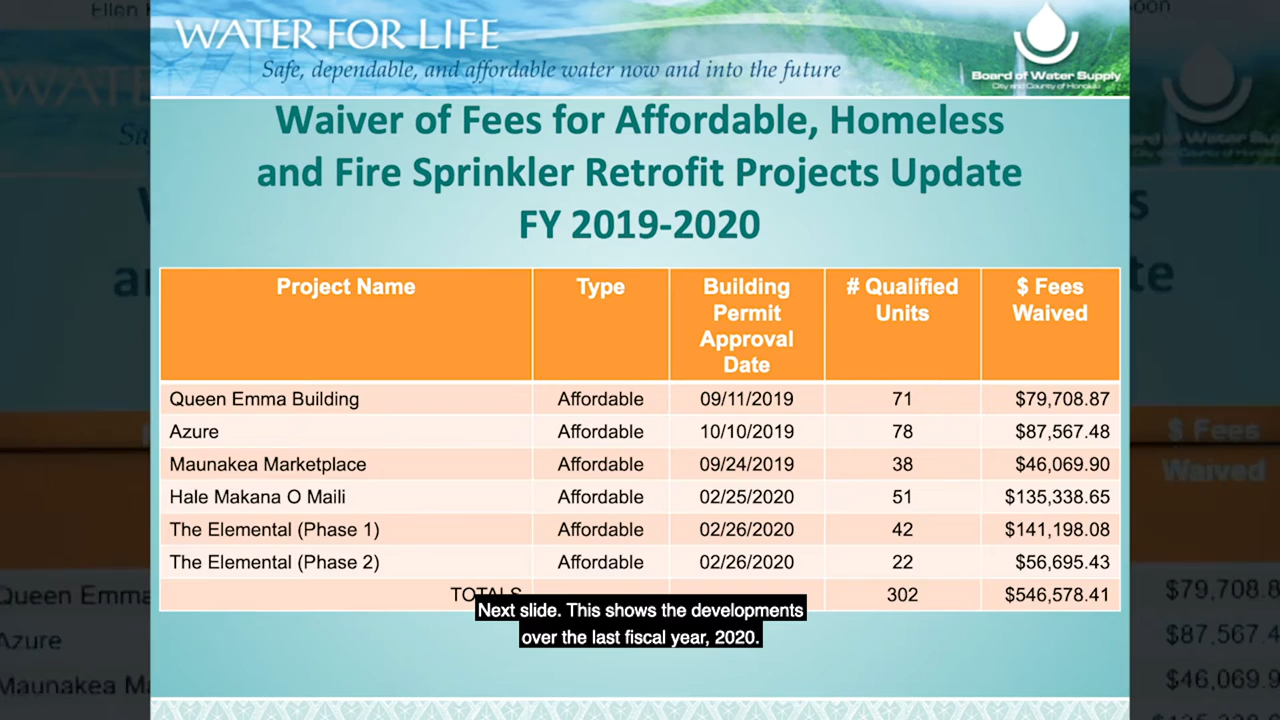 WATER FOR LIFE
Safe, dependable, and affordable water now and into the future
Board of Water Supply
City and County of Honolulu
Waiver of Fees for Affordable, Homeless
and Fire Sprinkler Retrofit Projects Update
FY 2019-2020
Project Name Type Building Permit Approval Date # Qualified Units $ Fees Waived
Queen Emma Building Affordable 09/11/2019 71 $79,708.87
Azure Affordable 10/10/2019 78 $87,567.48
Maunakea Marketplace Affordable 09/24/2019 38 $46,069.90
Hale Makana O Maili Affordable 02/25/2020 51 $135,338.65
The Elemental (Phase 1) Affordable 02/26/2020 42 $141,198.08
The Elemental (Phase 2) Affordable 02/26/2020 22 $56,695.43
TOTALS 302 $546,578.41
Next slide. This shows the developments
over the last fiscal year, 2020.